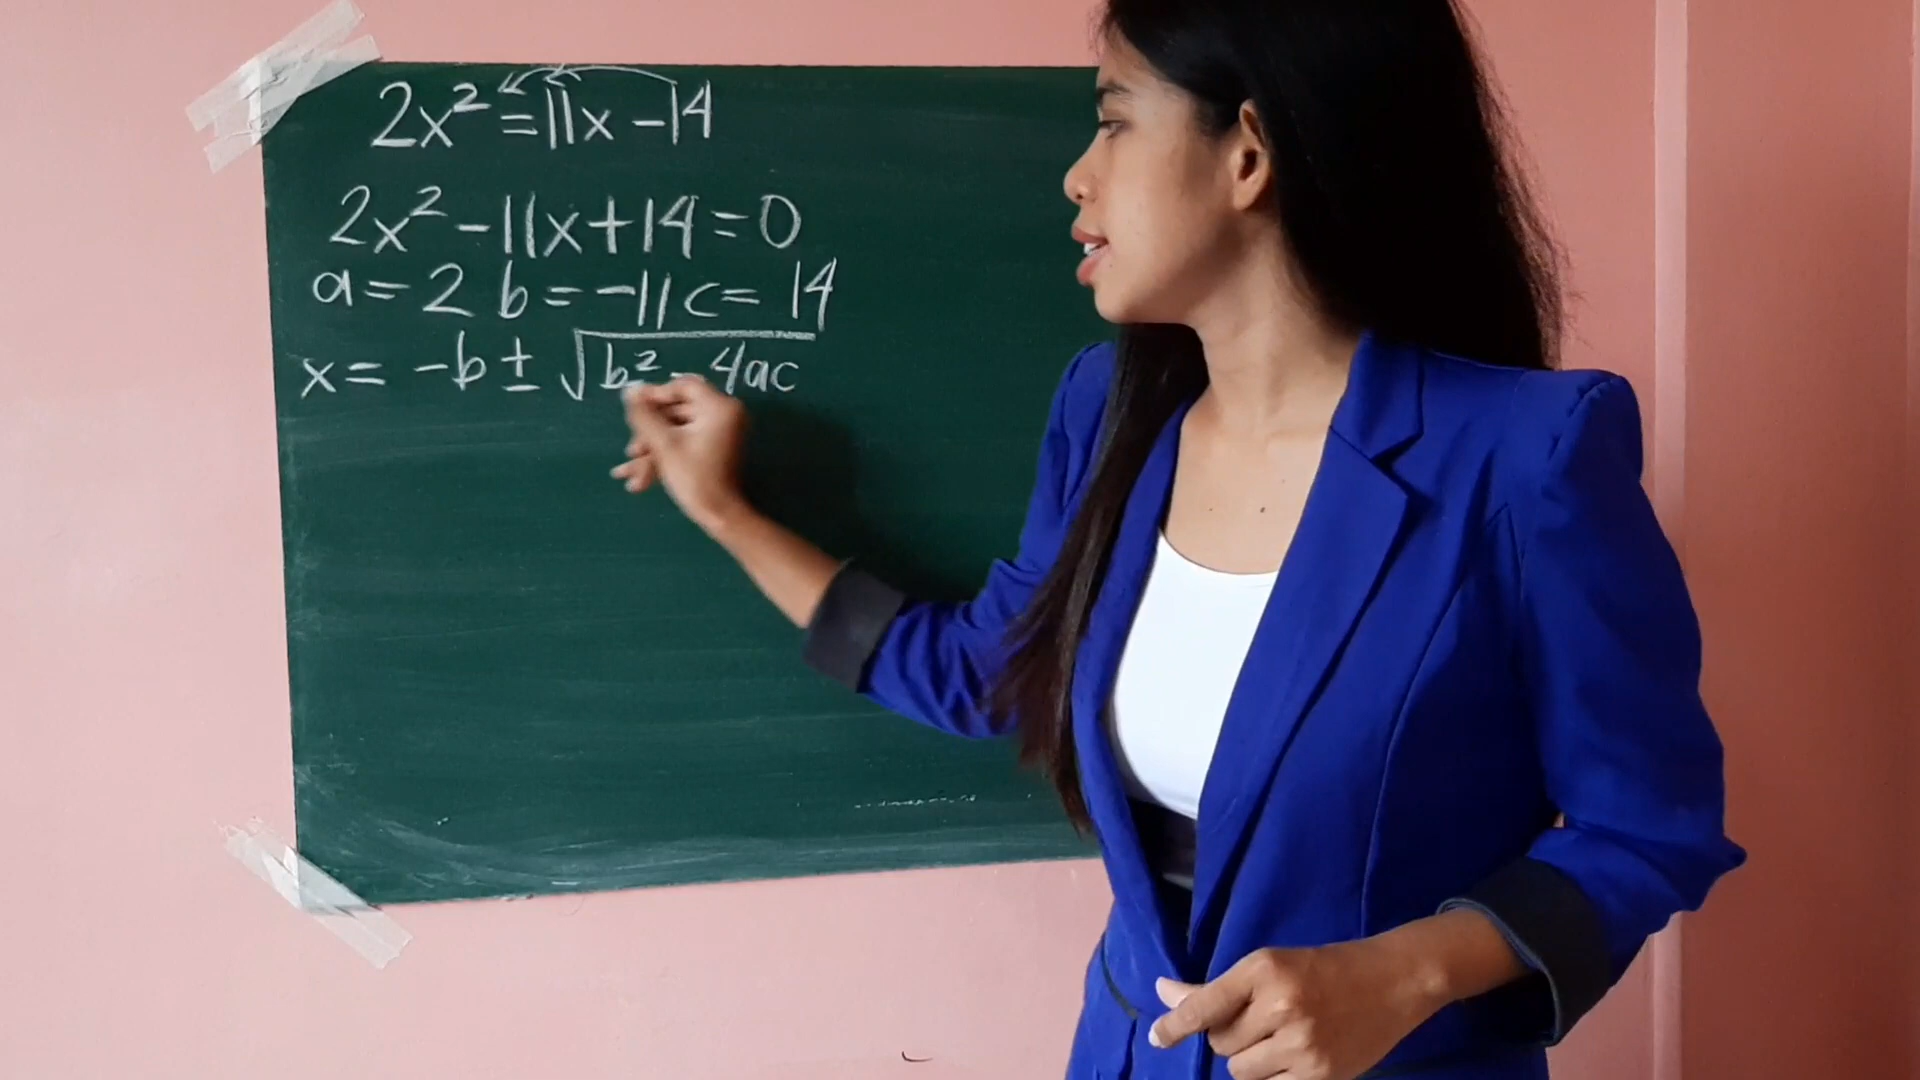 2x² = 11x - 14
2x² - 11x + 14 = 0
a = 2 b = -11 c = 14
x = -b ± √b² - 4ac